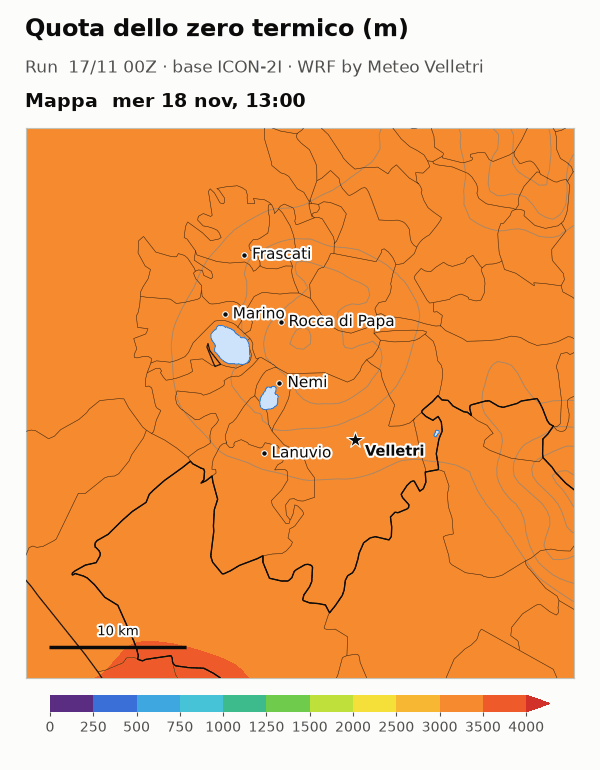 Quota dello zero termico (m)
Run  17/11 00Z · base ICON-2I · WRF by Meteo Velletri
Mappa  mer 18 nov, 13:00
Frascati
Marino
Rocca di Papa
Nemi
Velletri
Lanuvio
10 km
0 250 500 750 1000 1250 1500 2000 2500 3000 3500 4000